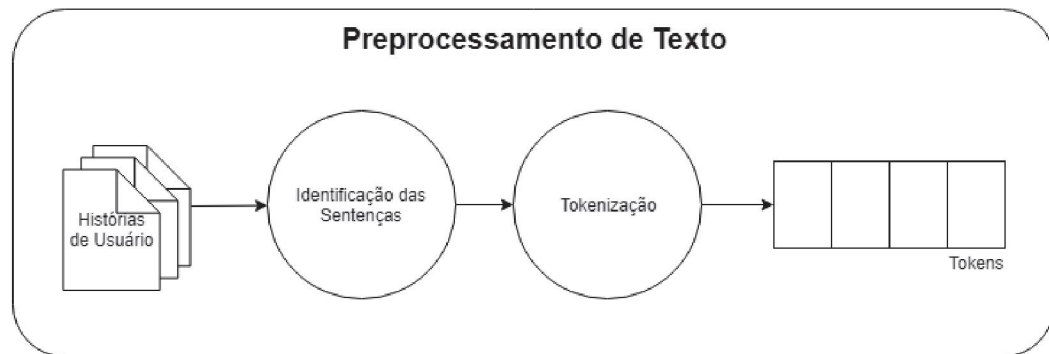 Preprocessamento de Texto
Histórias
de Usuário
Identificação das
Sentenças
Tokenização
Tokens